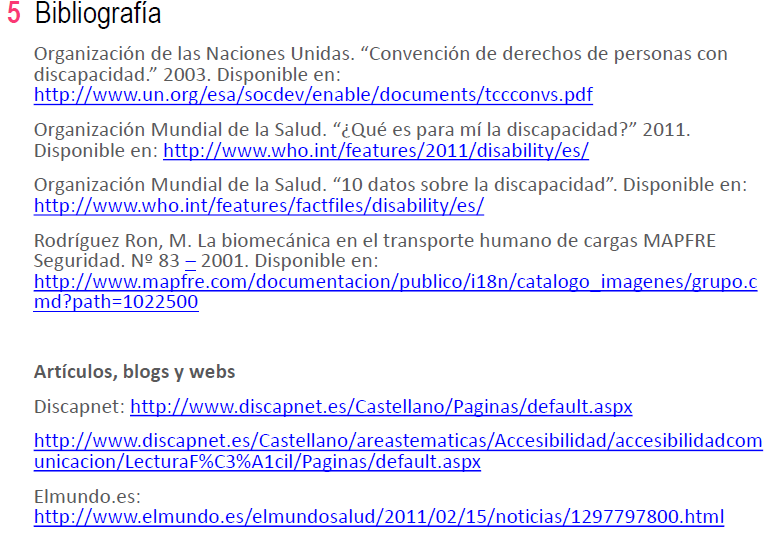 5 Bibliografía
Organización de las Naciones Unidas. “Convención de derechos de personas con
discapacidad.” 2003. Disponible en:
http://www.un.org/esa/socdev/enable/documents/tccconvs.pdf
Organización Mundial de la Salud. “¿Qué es para mí la discapacidad?” 2011.
Disponible en: http://www.who.int/features/2011/disability/es/
Organización Mundial de la Salud. “10 datos sobre la discapacidad”. Disponible en:
http://www.who.int/features/factfiles/disability/es/
Rodríguez Ron, M. La biomecánica en el transporte humano de cargas MAPFRE
Seguridad. Nº 83 – 2001. Disponible en:
http://www.mapfre.com/documentacion/publico/i18n/catalogo_imagenes/grupo.c
md?path=1022500
Artículos, blogs y webs
Discapnet: http://www.discapnet.es/Castellano/Paginas/default.aspx
http://www.discapnet.es/Castellano/areastematicas/Accesibilidad/accesibilidadcom
unicacion/LecturaF%C3%A1cil/Paginas/default.aspx
Elmundo.es:
http://www.elmundo.es/elmundosalud/2011/02/15/noticias/1297797800.html